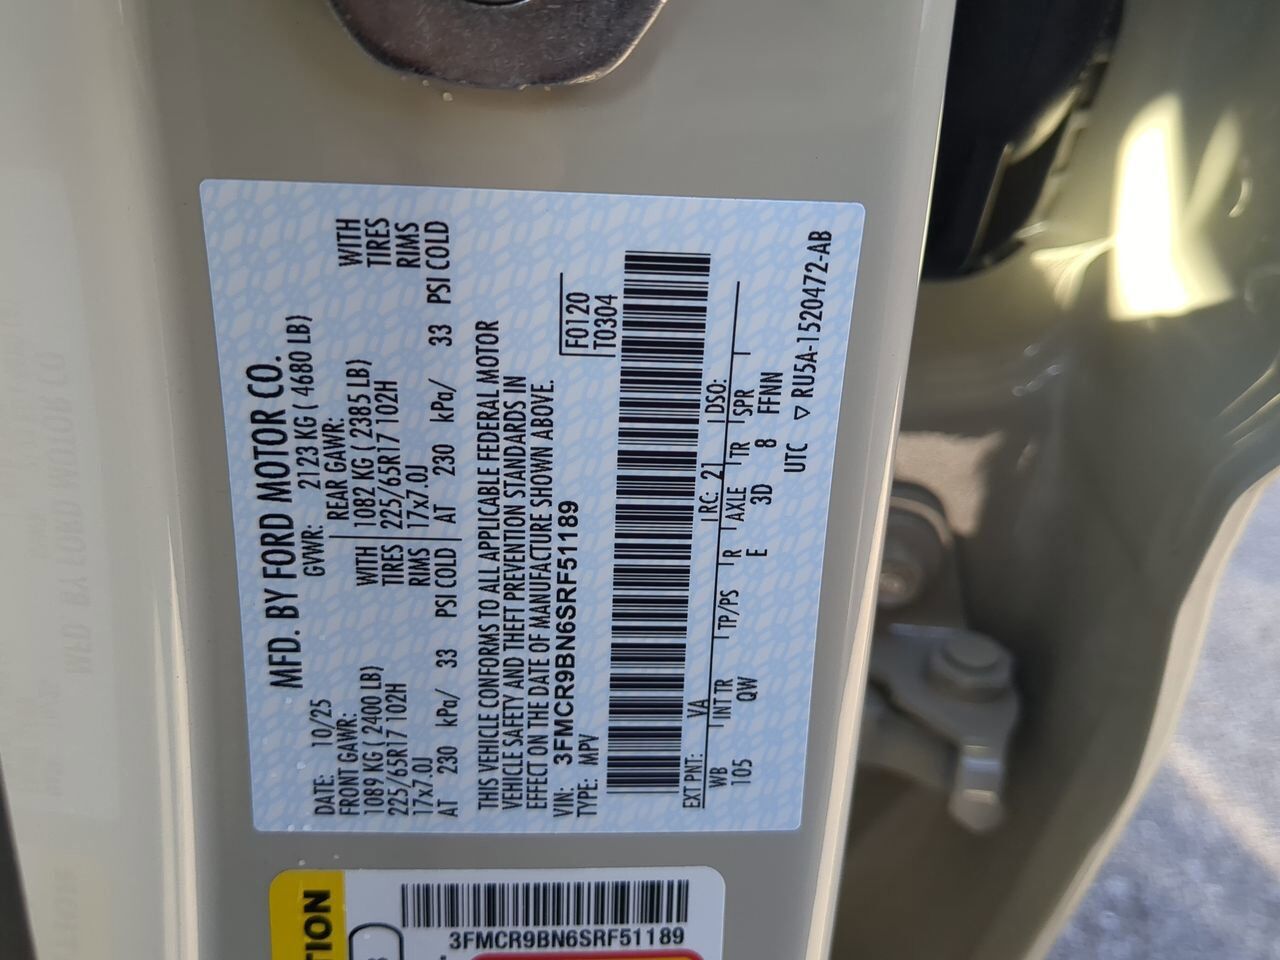 MFD. BY FORD MOTOR CO.
DATE: 10/25 GVWR: 2123 KG ( 4680 LB)
FRONT GAWR: REAR GAWR:
1089 KG ( 2400 LB) WITH 1082 KG ( 2385 LB) WITH
225/65R17 102H TIRES 225/65R17 102H TIRES
17x7.0J RIMS 17x7.0J RIMS
AT 230 kPa/ 33 PSI COLD AT 230 kPa/ 33 PSI COLD
THIS VEHICLE CONFORMS TO ALL APPLICABLE FEDERAL MOTOR
VEHICLE SAFETY AND THEFT PREVENTION STANDARDS IN
EFFECT ON THE DATE OF MANUFACTURE SHOWN ABOVE.
VIN: 3FMCR9BN6SRF51189 F0120
TYPE: MPV T0304
EXT PNT: VA RC: 21 DSO:
WB INT TR TP/PS R AXLE TR SPR
105 QW E 3D 8 FFNN
UTC ▽ RU5A-1520472-AB
TION
3FMCR9BN6SRF51189